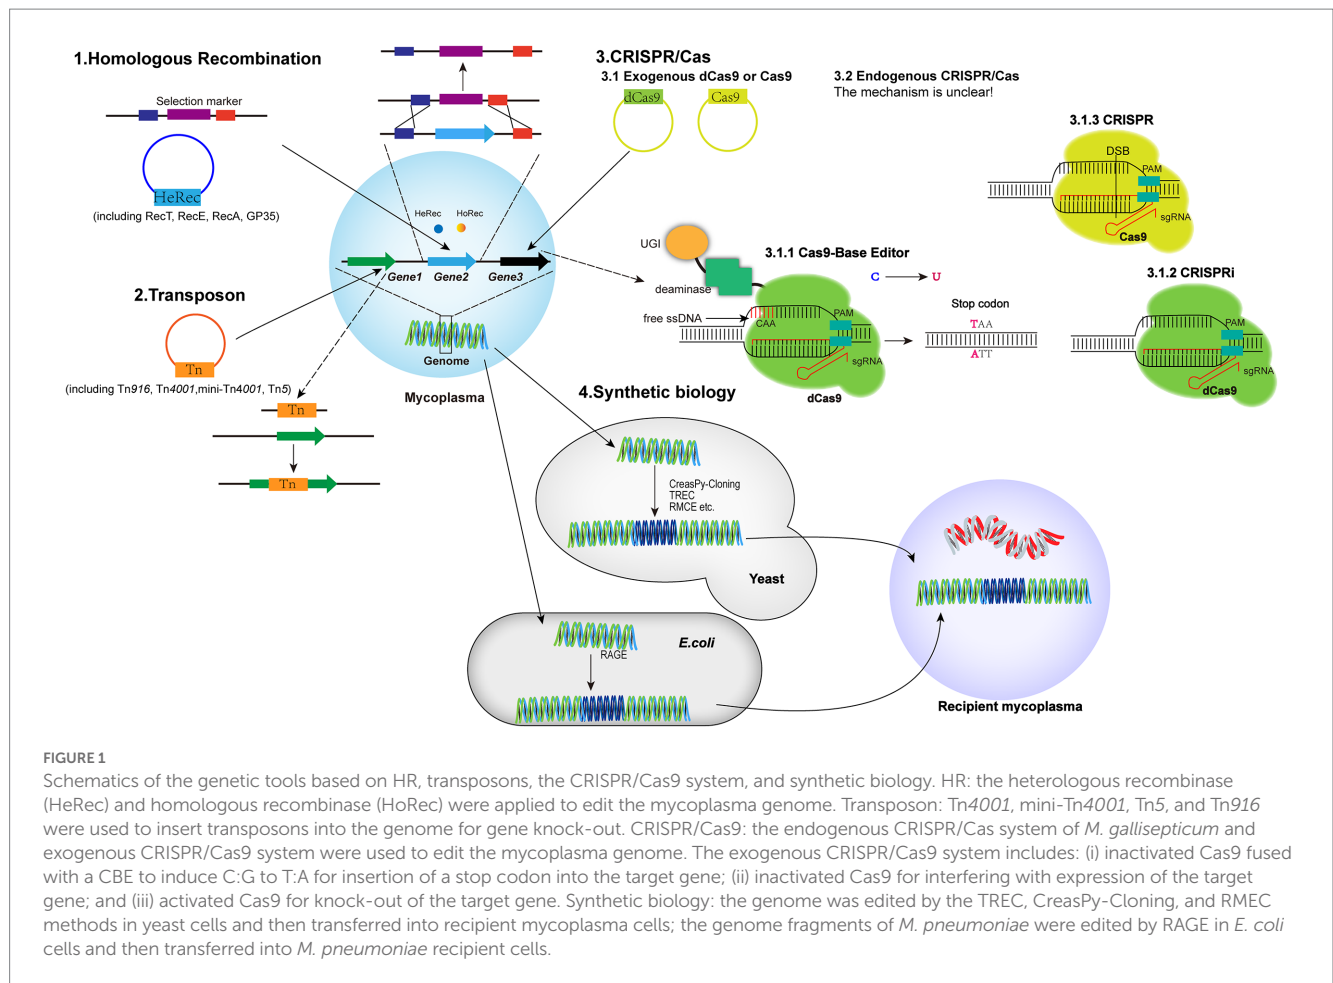 1.Homologous Recombination
Selection marker
HeRec
(including RecT, RecE, RecA, GP35)
2.Transposon
Tn
(including Tn916, Tn4001,mini-Tn4001, Tn5)
Tn
Tn
HeRec
HoRec
Gene1
Gene2
Gene3
Genome
Mycoplasma
3.CRISPR/Cas
3.1 Exogenous dCas9 or Cas9
dCas9
Cas9
3.2 Endogenous CRISPR/Cas
The mechanism is unclear!
3.1.3 CRISPR
DSB
PAM
sgRNA
Cas9
3.1.1 Cas9-Base Editor
UGI
deaminase
C
U
free ssDNA
CAA
PAM
sgRNA
dCas9
Stop codon
TAA
ATT
3.1.2 CRISPRi
PAM
sgRNA
dCas9
4.Synthetic biology
CreasPy-Cloning
TREC
RMCE etc.
Yeast
E.coli
RAGE
Recipient mycoplasma
FIGURE 1
Schematics of the genetic tools based on HR, transposons, the CRISPR/Cas9 system, and synthetic biology. HR: the heterologous recombinase
(HeRec) and homologous recombinase (HoRec) were applied to edit the mycoplasma genome. Transposon: Tn4001, mini-Tn4001, Tn5, and Tn916
were used to insert transposons into the genome for gene knock-out. CRISPR/Cas9: the endogenous CRISPR/Cas system of M. gallisepticum and
exogenous CRISPR/Cas9 system were used to edit the mycoplasma genome. The exogenous CRISPR/Cas9 system includes: (i) inactivated Cas9 fused
with a CBE to induce C:G to T:A for insertion of a stop codon into the target gene; (ii) inactivated Cas9 for interfering with expression of the target
gene; and (iii) activated Cas9 for knock-out of the target gene. Synthetic biology: the genome was edited by the TREC, CreasPy-Cloning, and RMEC
methods in yeast cells and then transferred into recipient mycoplasma cells; the genome fragments of M. pneumoniae were edited by RAGE in E. coli
cells and then transferred into M. pneumoniae recipient cells.